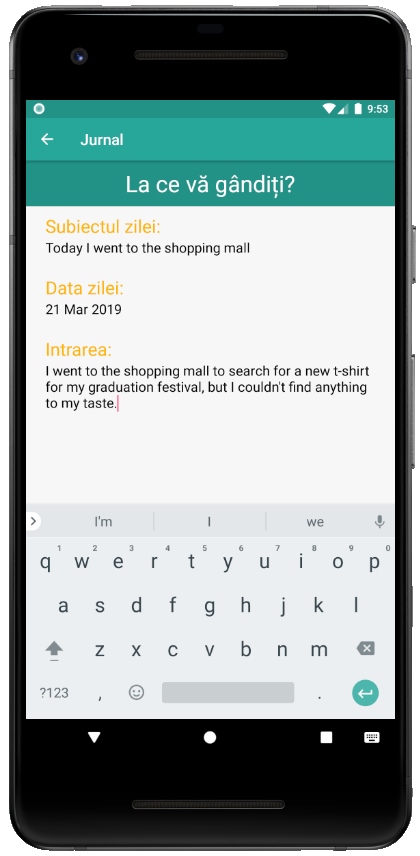 9:53
Jurnal
La ce vă gândiți?
Subiectul zilei:
Today I went to the shopping mall
Data zilei:
21 Mar 2019
Intrarea:
I went to the shopping mall to search for a new t-shirt
for my graduation festival, but I couldn't find anything
to my taste.
I'm I we
1 2 3 4 5 6 7 8 9 0
q w e r t y u i o p
a s d f g h j k l
z x c v b n m
?123 , .